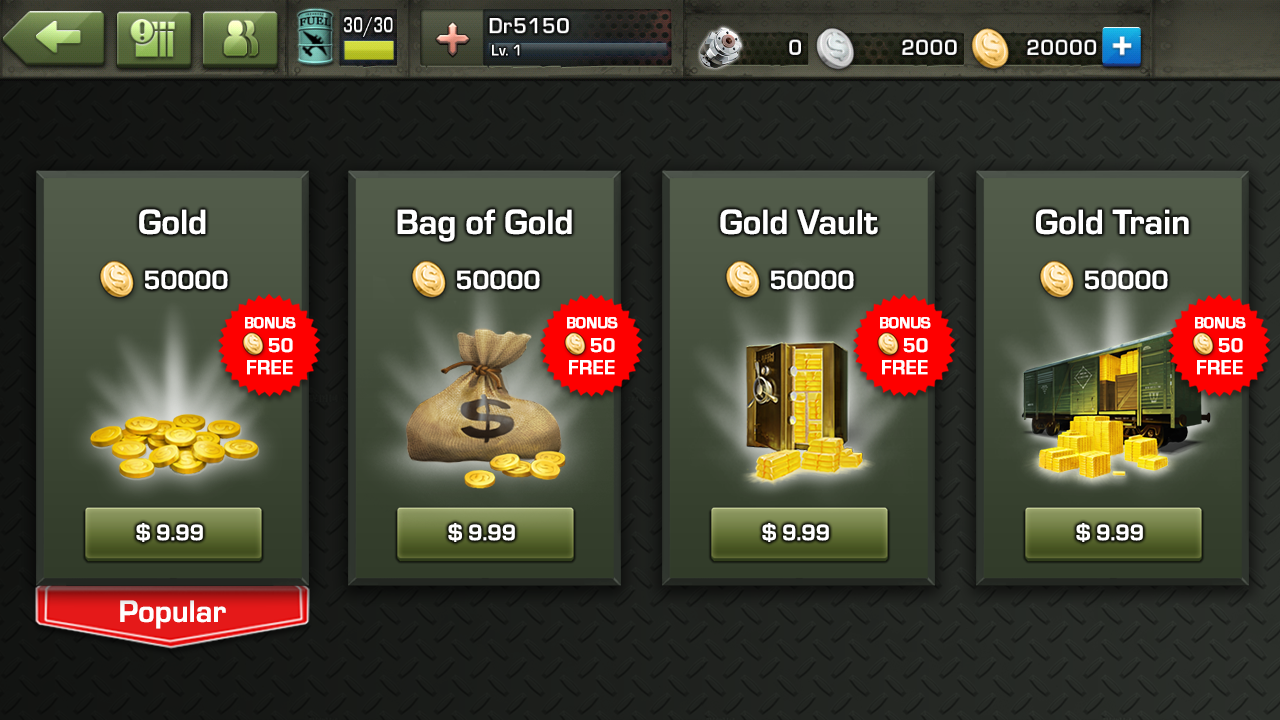 FUEL
30/30
Dr5150
Lv. 1
0
2000
20000
+
Gold
50000
BONUS
50
FREE
$ 9.99
Popular
Bag of Gold
50000
BONUS
50
FREE
$
$ 9.99
Gold Vault
50000
BONUS
50
FREE
$ 9.99
Gold Train
50000
BONUS
50
FREE
$ 9.99